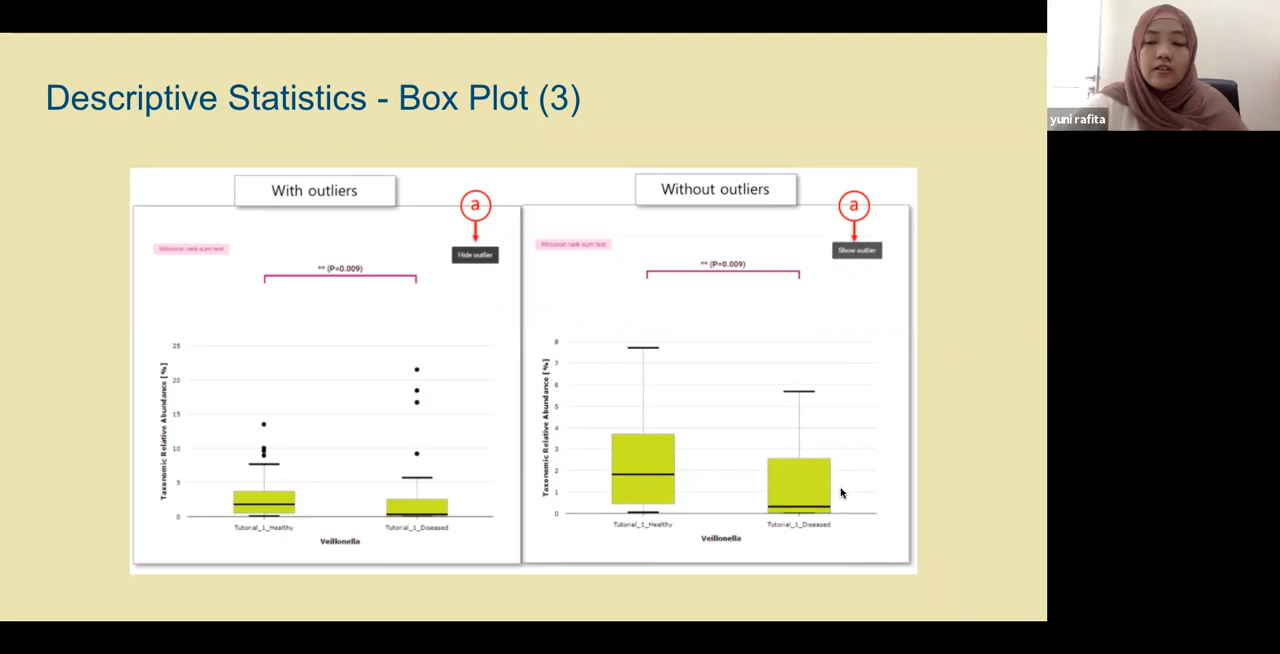 Descriptive Statistics - Box Plot (3)
yuni rafita
With outliers
a
Wilcoxon rank-sum test
Hide outlier
** (P=0.009)
Taxonomic Relative Abundance [%]
25
20
15
10
5
0
Tutorial_1_Healthy
Tutorial_1_Diseased
Veillonella
Without outliers
a
Wilcoxon rank-sum test
Show outlier
** (P=0.009)
Taxonomic Relative Abundance [%]
8
7
6
5
4
3
2
1
0
Tutorial_1_Healthy
Tutorial_1_Diseased
Veillonella